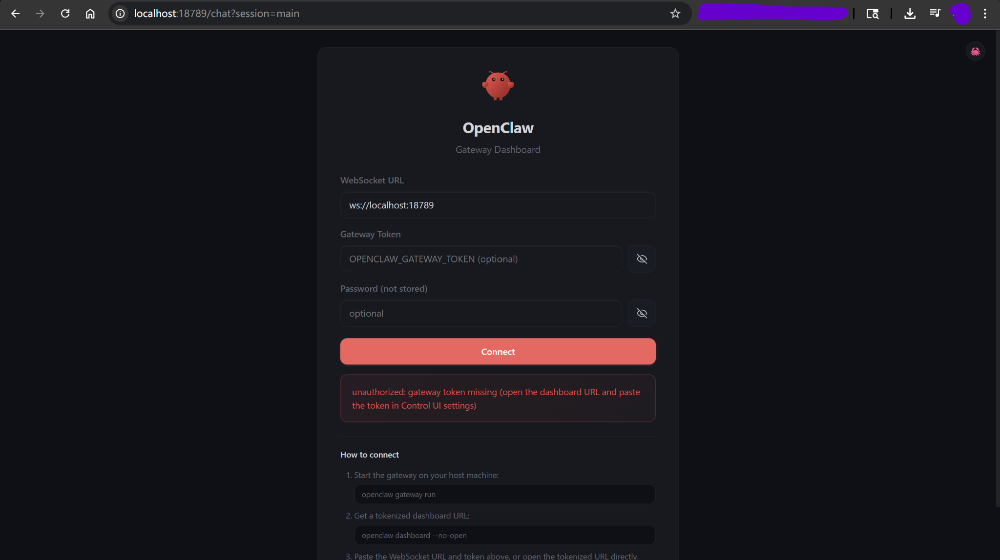 localhost:18789/chat?session=main
OpenClaw
Gateway Dashboard
WebSocket URL
ws://localhost:18789
Gateway Token
OPENCLAW_GATEWAY_TOKEN (optional)
Password (not stored)
optional
Connect
unauthorized: gateway token missing (open the dashboard URL and paste
the token in Control UI settings)
How to connect
1. Start the gateway on your host machine:
openclaw gateway run
2. Get a tokenized dashboard URL:
openclaw dashboard --no-open
3. Paste the WebSocket URL and token above, or open the tokenized URL directly.